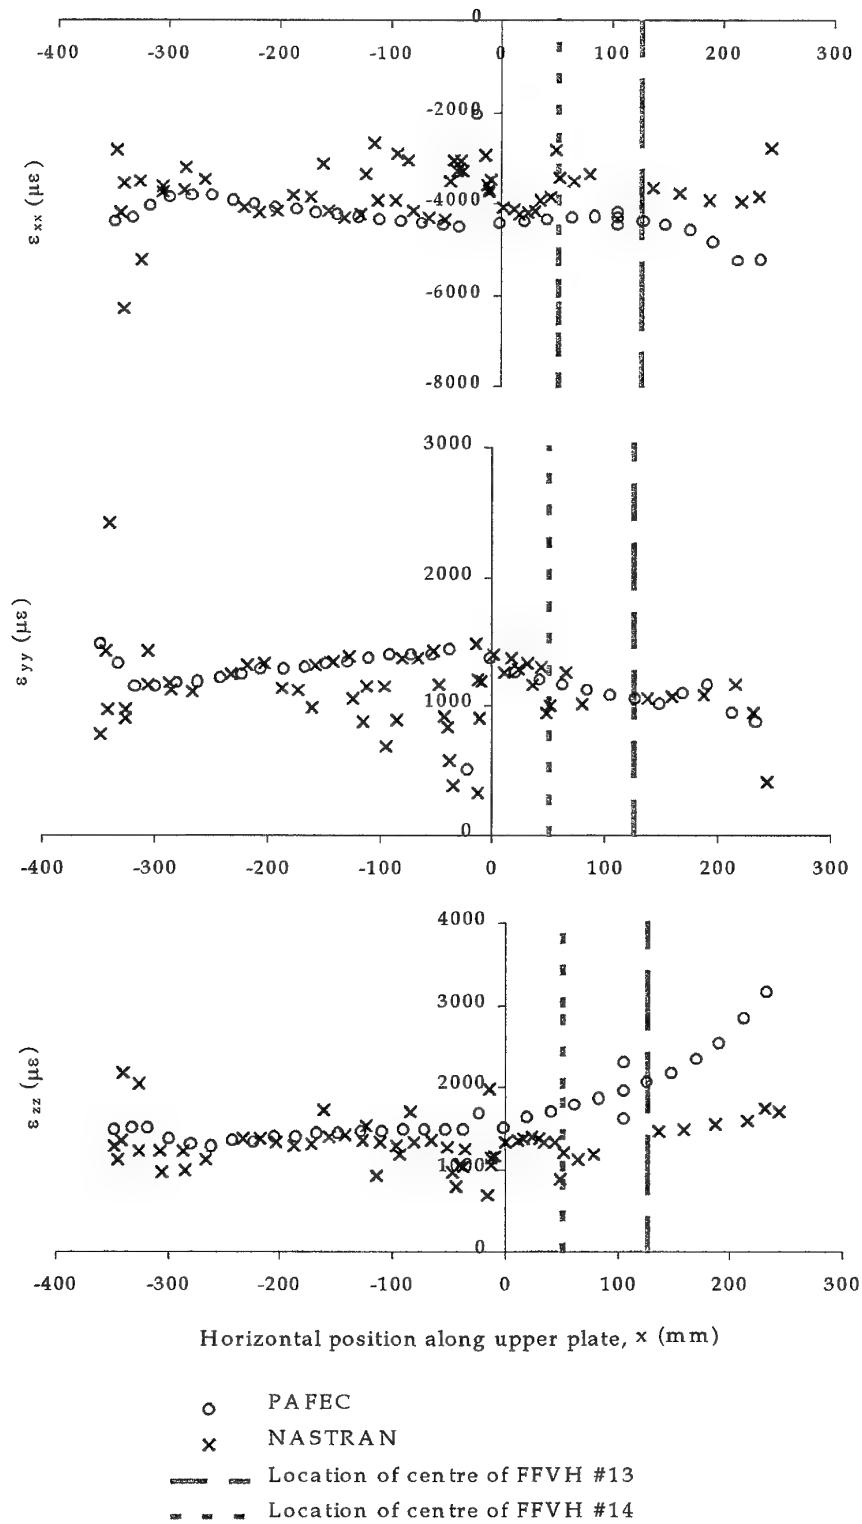 0
-400 -300 -200 -100 0 100 200 300
-2000
-4000
-6000
-8000
ε xx (με)
3000
2000
1000
0
ε yy (με)
-400 -300 -200 -100 0 100 200 300
4000
3000
2000
1000
0
ε zz (με)
-400 -300 -200 -100 0 100 200 300
Horizontal position along upper plate, x (mm)
PAFEC
NASTRAN
Location of centre of FFVH #13
Location of centre of FFVH #14